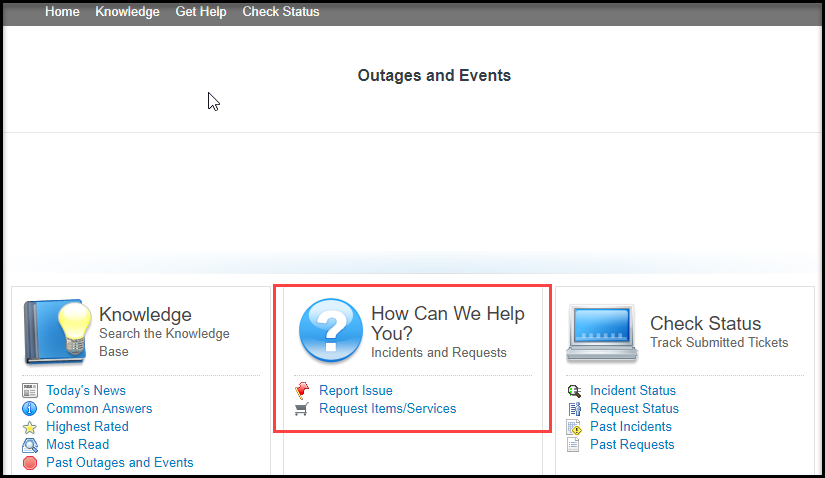 Home Knowledge Get Help Check Status
Outages and Events
Knowledge
Search the Knowledge
Base
Today's News
Common Answers
Highest Rated
Most Read
Past Outages and Events
How Can We Help
You?
Incidents and Requests
Report Issue
Request Items/Services
Check Status
Track Submitted Tickets
Incident Status
Request Status
Past Incidents
Past Requests